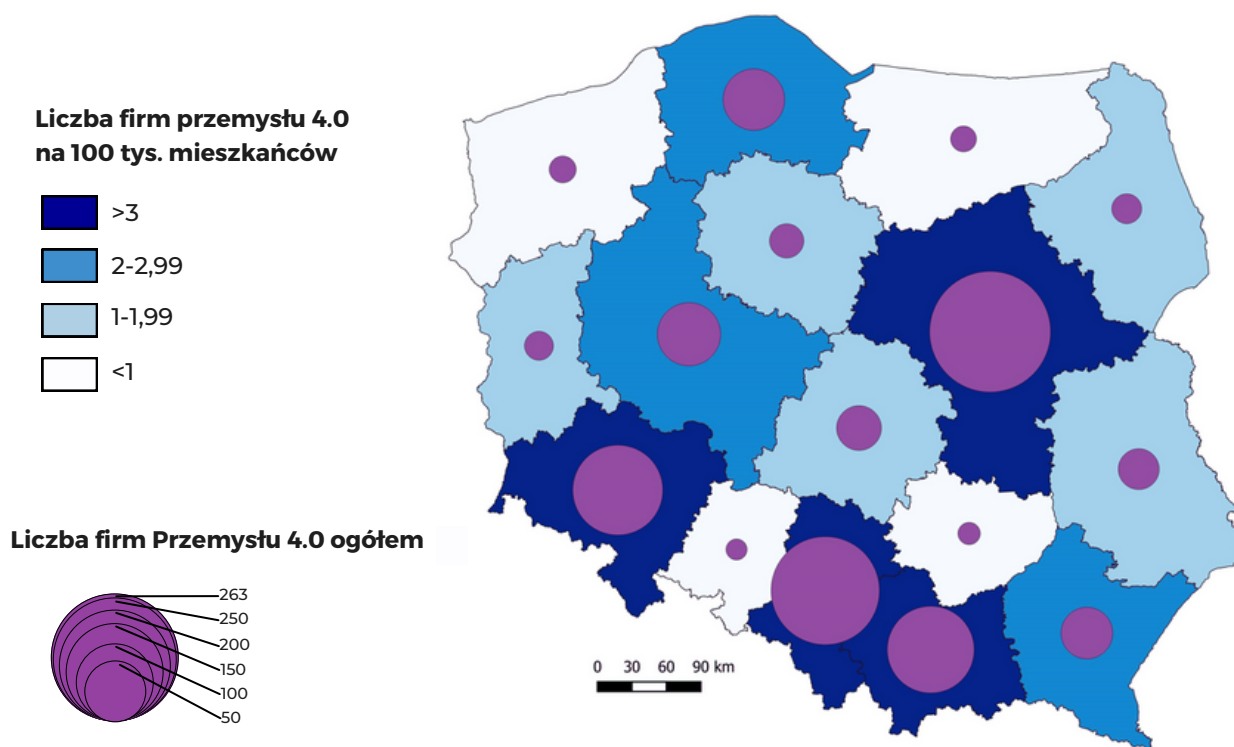 Liczba firm przemysłu 4.0
na 100 tys. mieszkańców
>3
2-2,99
1-1,99
<1
Liczba firm Przemysłu 4.0 ogółem
263
250
200
150
100
50
0 30 60 90 km